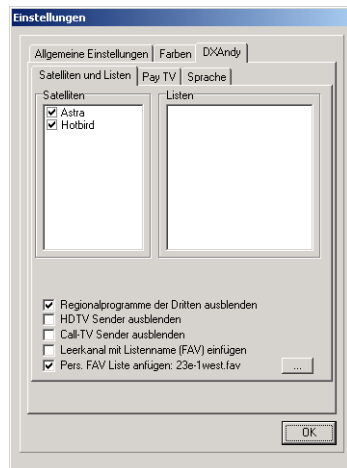 Einstellungen
Allgemeine Einstellungen Farben DXAndy
Satelliten und Listen Pay TV Sprache
Satelliten Listen
Astra
Hotbird
Regionalprogramme der Dritten ausblenden
HDTV Sender ausblenden
Call-TV Sender ausblenden
Leerkanal mit Listenname (FAV) einfügen
Pers. FAV Liste anfügen: 23e-1west.fav ...
OK